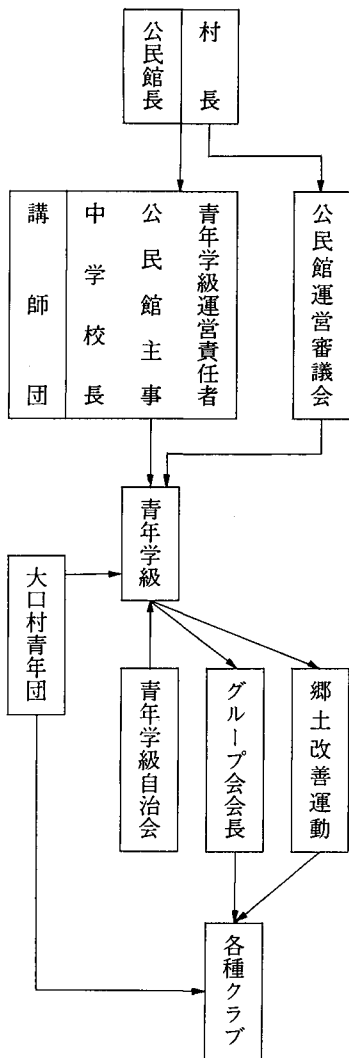 村長
公民館長
公民館運営審議会
青年学級運営責任者
公民館主事
中学校長
講師団
青年学級
大口村青年団
郷土改善運動
グループ会会長
青年学級自治会
各種クラブ